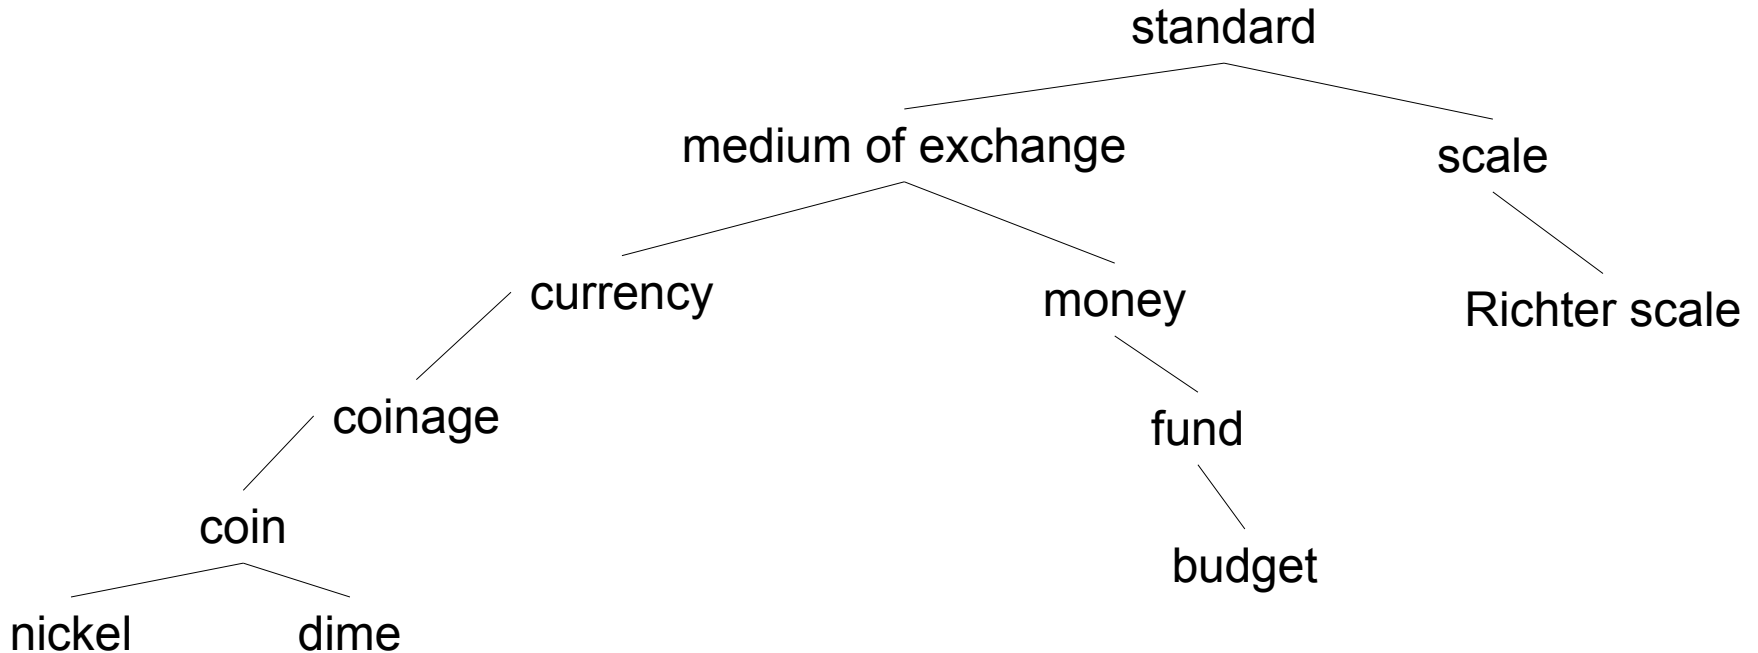 standard
medium of exchange
scale
currency
money
Richter scale
coinage
fund
coin
budget
nickel
dime